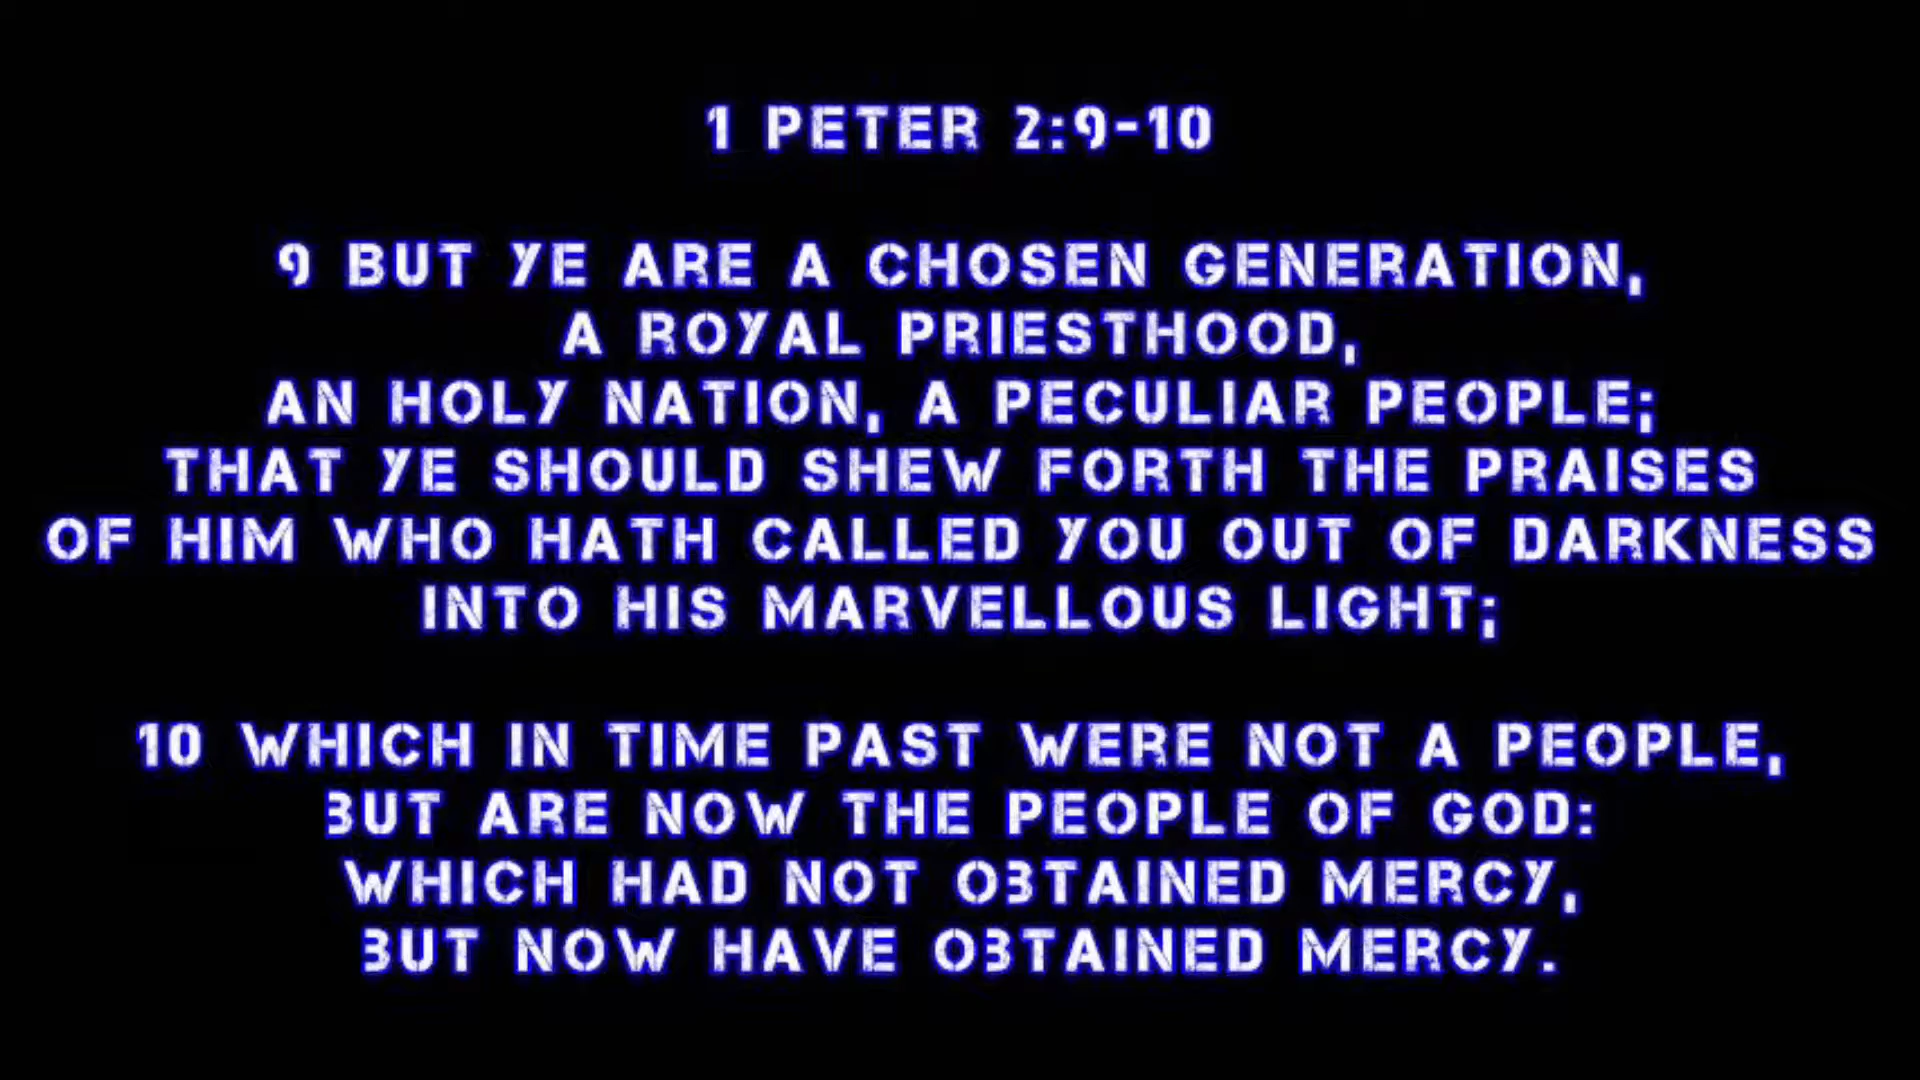 1 PETER 2:9-10
9 BUT YE ARE A CHOSEN GENERATION,
A ROYAL PRIESTHOOD,
AN HOLY NATION, A PECULIAR PEOPLE;
THAT YE SHOULD SHEW FORTH THE PRAISES
OF HIM WHO HATH CALLED YOU OUT OF DARKNESS
INTO HIS MARVELLOUS LIGHT;
10 WHICH IN TIME PAST WERE NOT A PEOPLE,
BUT ARE NOW THE PEOPLE OF GOD:
WHICH HAD NOT OBTAINED MERCY,
BUT NOW HAVE OBTAINED MERCY.